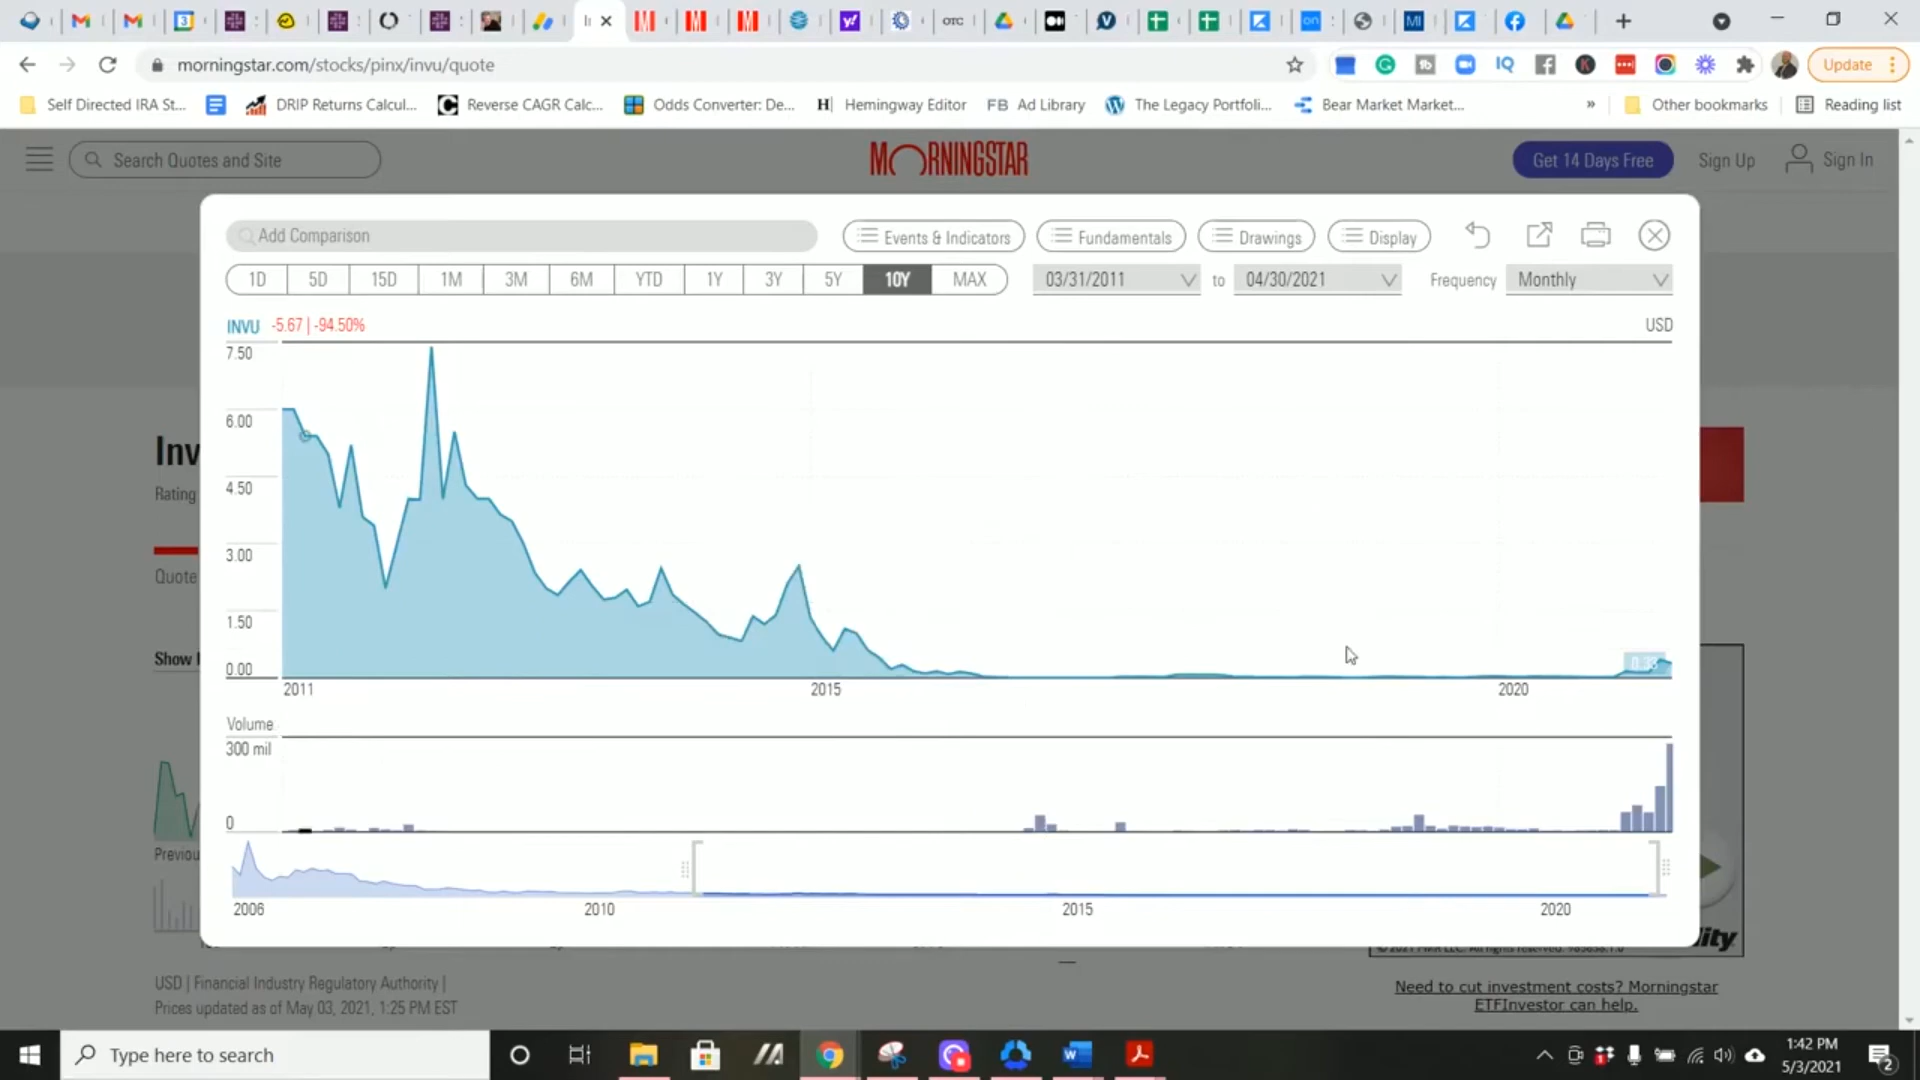 morningstar.com/stocks/pinx/invu/quote
Update
Self Directed IRA St...
DRIP Returns Calcul...
Reverse CAGR Calc...
Odds Converter: De...
Hemingway Editor
FB Ad Library
The Legacy Portfoli...
Bear Market Market...
»
Other bookmarks
Reading list
Search Quotes and Site
MORNINGSTAR
Get 14 Days Free
Sign Up
Sign In
Add Comparison
Events & Indicators
Fundamentals
Drawings
Display
1D 5D 15D 1M 3M 6M YTD 1Y 3Y 5Y 10Y MAX
03/31/2011 to 04/30/2021
Frequency Monthly
INVU -5.67 | -94.50%
USD
7.50
6.00
4.50
3.00
1.50
0.00
0.33
2011 2015 2020
Volume
300 mil
0
2006 2010 2015 2020
Inv
Rating
Quote
Show
Previou
ility
USD | Financial Industry Regulatory Authority |
Prices updated as of May 03, 2021, 1:25 PM EST
Need to cut investment costs? Morningstar
ETFInvestor can help.
Type here to search
1:42 PM
5/3/2021
2